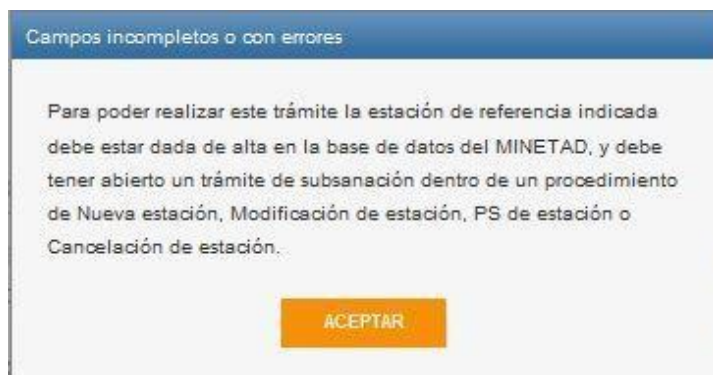 Campos incompletos o con errores
Para poder realizar este trámite la estación de referencia indicada
debe estar dada de alta en la base de datos del MINETAD, y debe
tener abierto un trámite de subsanación dentro de un procedimiento
de Nueva estación, Modificación de estación, PS de estación o
Cancelación de estación.
ACEPTAR